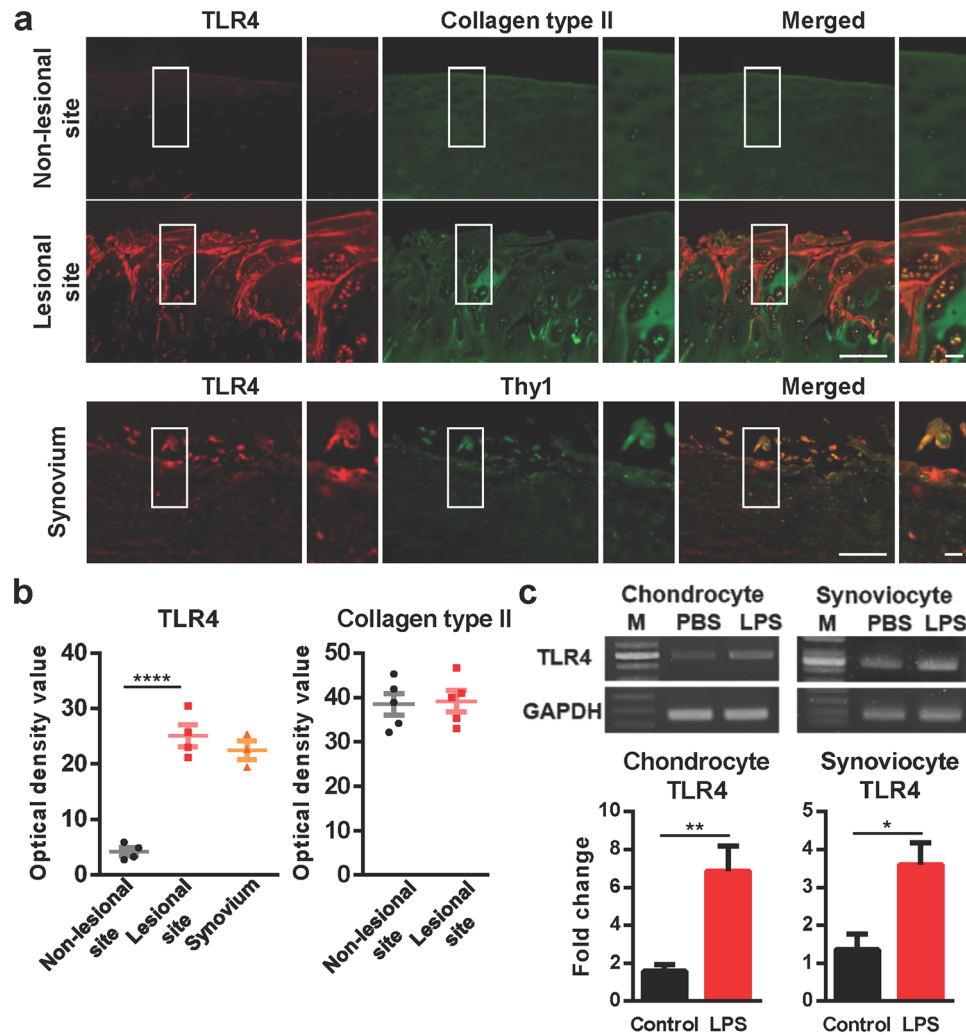 a
TLR4 Collagen type II Merged
Non-lesional
site
Lesional
site
TLR4 Thy1 Merged
Synovium
b
TLR4
Optical density value
40
30
20
10
0
****
Non-lesional
site
Lesional
site
Synovium
Collagen type II
Optical density value
50
40
30
20
10
0
Non-lesional
site
Lesional
site
c
Chondrocyte Synoviocyte
M PBS LPS M PBS LPS
TLR4
GAPDH
Chondrocyte
TLR4
Fold change
10
8
6
4
2
0
**
Control LPS
Synoviocyte
TLR4
5
4
3
2
1
0
*
Control LPS